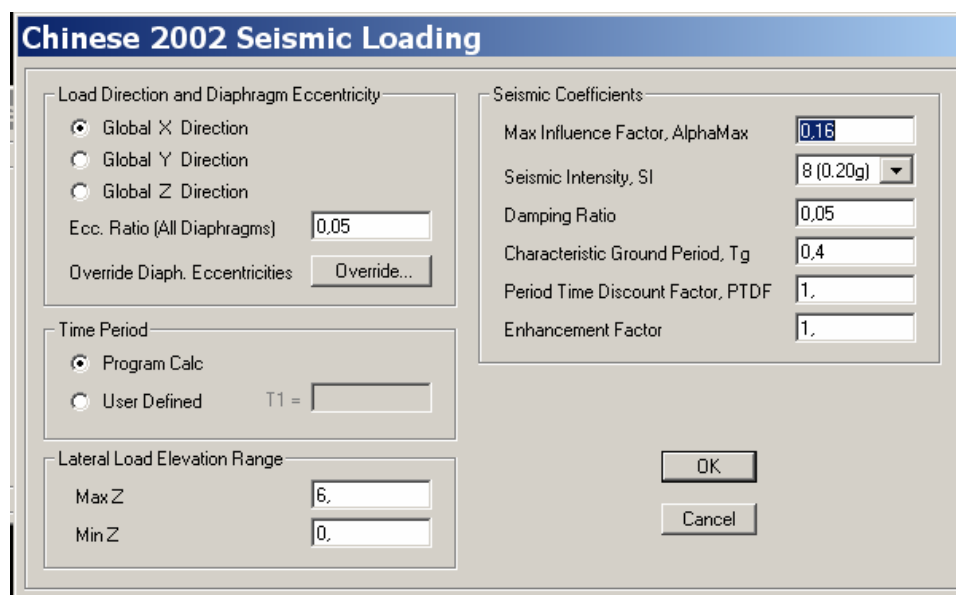 Chinese 2002 Seismic Loading
Load Direction and Diaphragm Eccentricity
Global X Direction
Global Y Direction
Global Z Direction
Ecc. Ratio (All Diaphragms) 0,05
Override Diaph. Eccentricities Override...
Time Period
Program Calc
User Defined T1 =
Lateral Load Elevation Range
Max Z 6,
Min Z 0,
Seismic Coefficients
Max Influence Factor, AlphaMax 0,16
Seismic Intensity, SI 8 (0.20g)
Damping Ratio 0,05
Characteristic Ground Period, Tg 0,4
Period Time Discount Factor, PTDF 1,
Enhancement Factor 1,
OK
Cancel